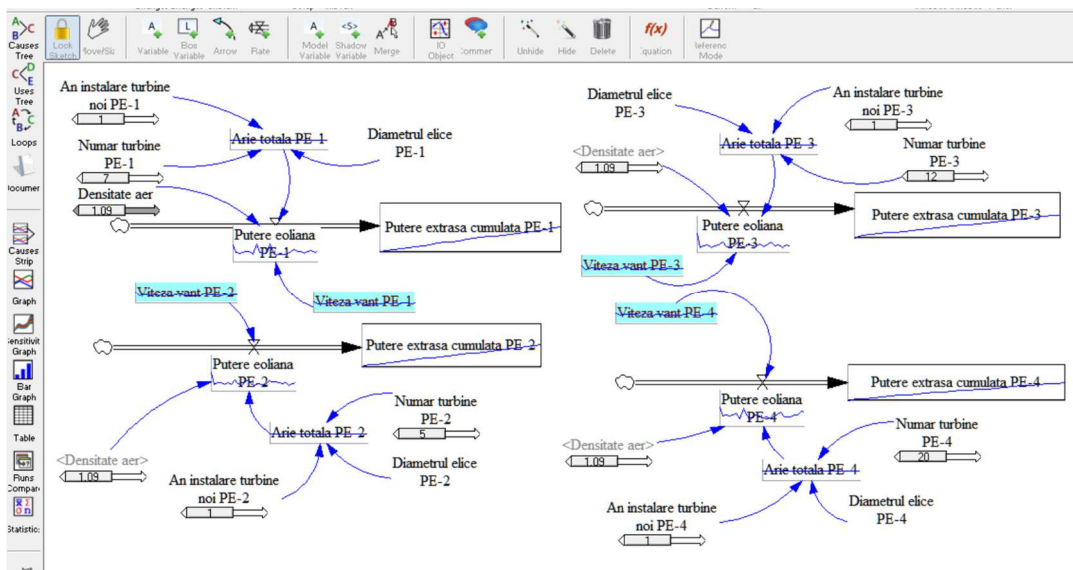 Causes
Tree
Uses
Tree
Loops
Causes
Strip
Graph
Graph
Bar
Graph
Table
Runs
Lock
Sketch
Variable
Box
Variable
Arrow
Rate
Model
Variable
Shadow
Variable
Merge
IO
Object
Unhide
Hide
Delete
f(x)
Mode
An instalare turbine
noi PE-1
1
Numar turbine
PE-1
7
Densitate aer
1.09
Arie totala PE-1
Diametrul elice
PE-1
Putere eoliana
PE-1
Putere extrasa cumulata PE-1
Viteza vant PE-1
Viteza vant PE-2
Putere eoliana
PE-2
Putere extrasa cumulata PE-2
Arie totala PE-2
Numar turbine
PE-2
5
<Densitate aer>
1.09
Diametrul elice
PE-2
An instalare turbine
noi PE-2
1
Diametrul elice
PE-3
An instalare turbine
noi PE-3
1
Arie totala PE-3
<Densitate aer>
1.09
Numar turbine
PE-3
12
Putere eoliana
PE-3
Putere extrasa cumulata PE-3
Viteza vant PE-3
Viteza vant PE-4
Putere eoliana
PE-4
Putere extrasa cumulata PE-4
<Densitate aer>
1.09
Numar turbine
PE-4
20
Arie totala PE-4
An instalare turbine
noi PE-4
1
Diametrul elice
PE-4